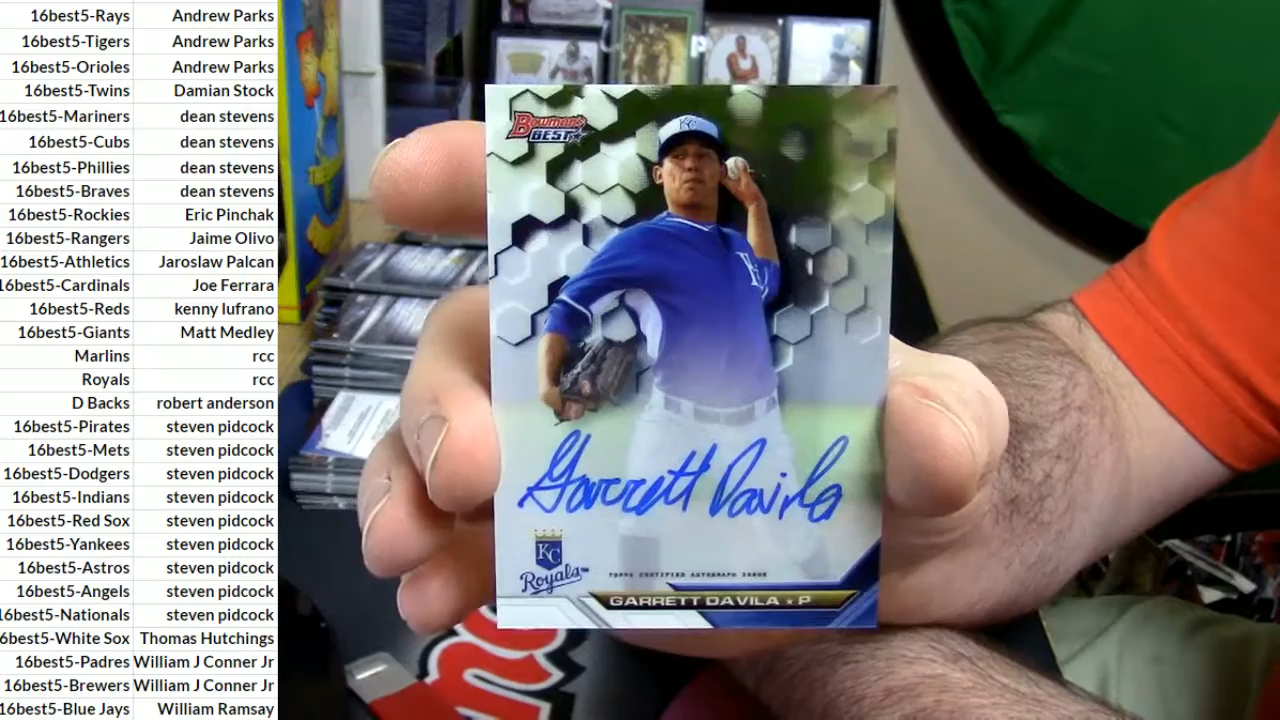 16best5-Rays Andrew Parks
16best5-Tigers Andrew Parks
16best5-Orioles Andrew Parks
16best5-Twins Damian Stock
16best5-Mariners dean stevens
16best5-Cubs dean stevens
16best5-Phillies dean stevens
16best5-Braves dean stevens
16best5-Rockies Eric Pinchak
16best5-Rangers Jaime Olivo
16best5-Athletics Jaroslaw Palcan
16best5-Cardinals Joe Ferrara
16best5-Reds kenny lufrano
16best5-Giants Matt Medley
Marlins rcc
Royals rcc
D Backs robert anderson
16best5-Pirates steven pidcock
16best5-Mets steven pidcock
16best5-Dodgers steven pidcock
16best5-Indians steven pidcock
16best5-Red Sox steven pidcock
16best5-Yankees steven pidcock
16best5-Astros steven pidcock
16best5-Angels steven pidcock
16best5-Nationals steven pidcock
6best5-White Sox Thomas Hutchings
16best5-Padres William J Conner Jr
16best5-Brewers William J Conner Jr
16best5-Blue Jays William Ramsay
Bowman's
BEST
KC
Garrett Davila
KC
Royals™
TOPPS CERTIFIED AUTOGRAPH ISSUE
GARRETT DAVILA ★ P